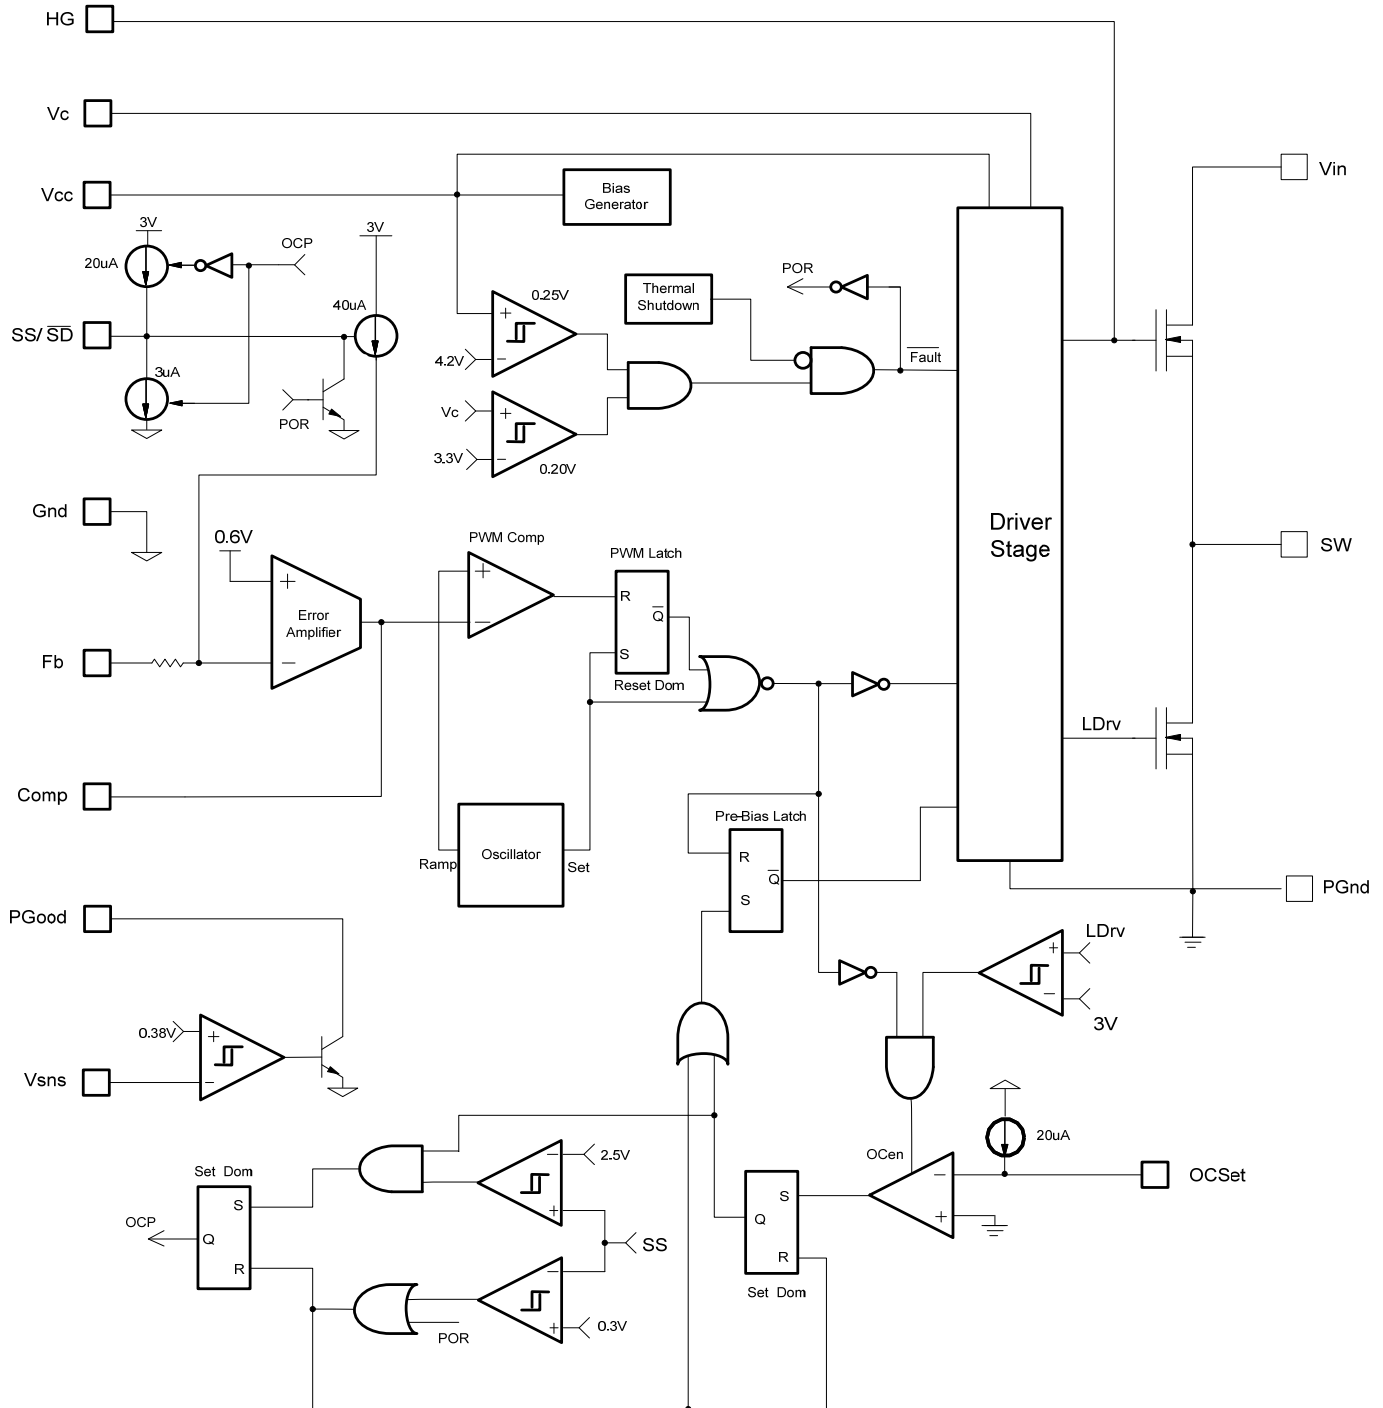 HG
Vc
Vcc
Bias
Generator
Vin
3V
OCP
3V
20uA
40uA
SS/ SD
3uA
POR
0.25V
4.2V
Vc
3.3V
0.20V
Thermal
Shutdown
POR
Fault
Gnd
0.6V
+
Error
Amplifier
−
Fb
PWM Comp
+
−
PWM Latch
R
Q
S
Reset Dom
Driver
Stage
SW
LDrv
Comp
Ramp
Oscillator
Set
Pre-Bias Latch
R
Q
S
PGood
PGnd
LDrv
+
−
3V
0.38V
+
−
Vsns
20uA
OCSet
OCen
−
+
2.5V
−
+
SS
−
+
0.3V
POR
Set Dom
S
Q
R
OCP
S
Q
R
Set Dom